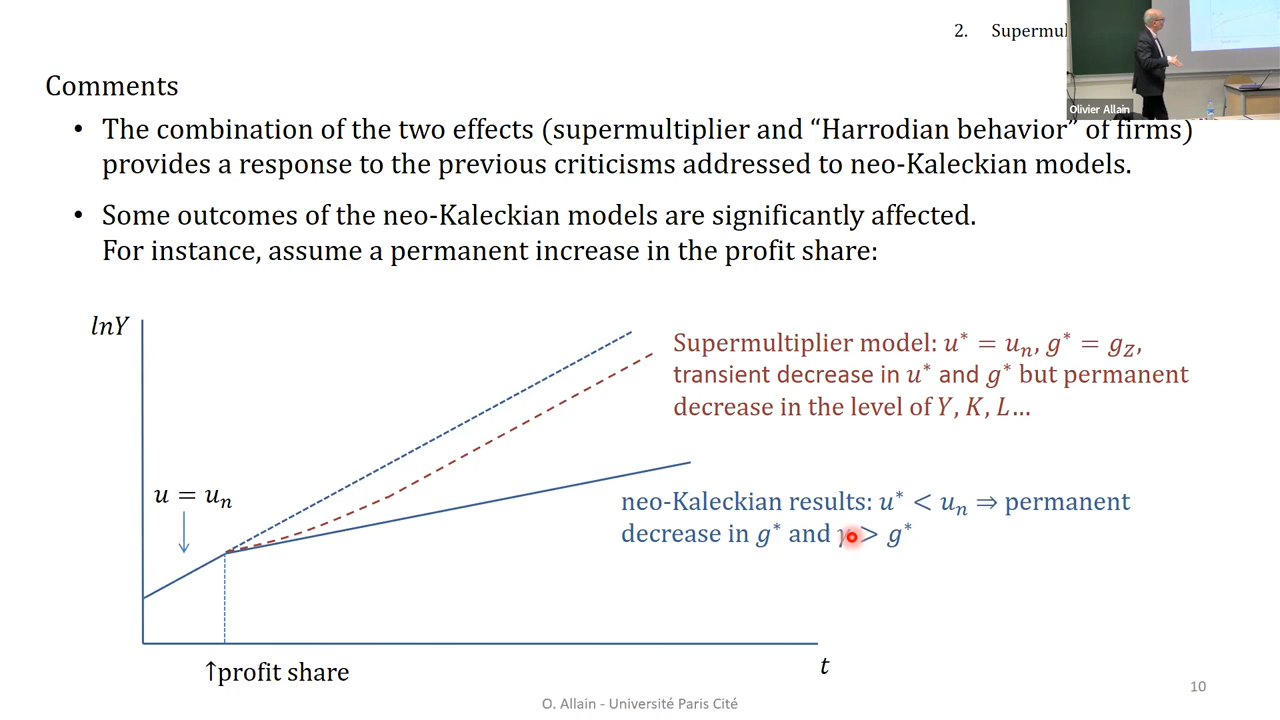 2. Supermul
Olivier Allain
Comments
• The combination of the two effects (supermultiplier and “Harrodian behavior” of firms)
provides a response to the previous criticisms addressed to neo-Kaleckian models.
• Some outcomes of the neo-Kaleckian models are significantly affected.
For instance, assume a permanent increase in the profit share:
lnY
Supermultiplier model: u* = uₙ, g* = g_Z,
transient decrease in u* and g* but permanent
decrease in the level of Y, K, L…
u = uₙ
neo-Kaleckian results: u* < uₙ ⇒ permanent
decrease in g* and > g*
↑profit share
t
10
O. Allain - Université Paris Cité